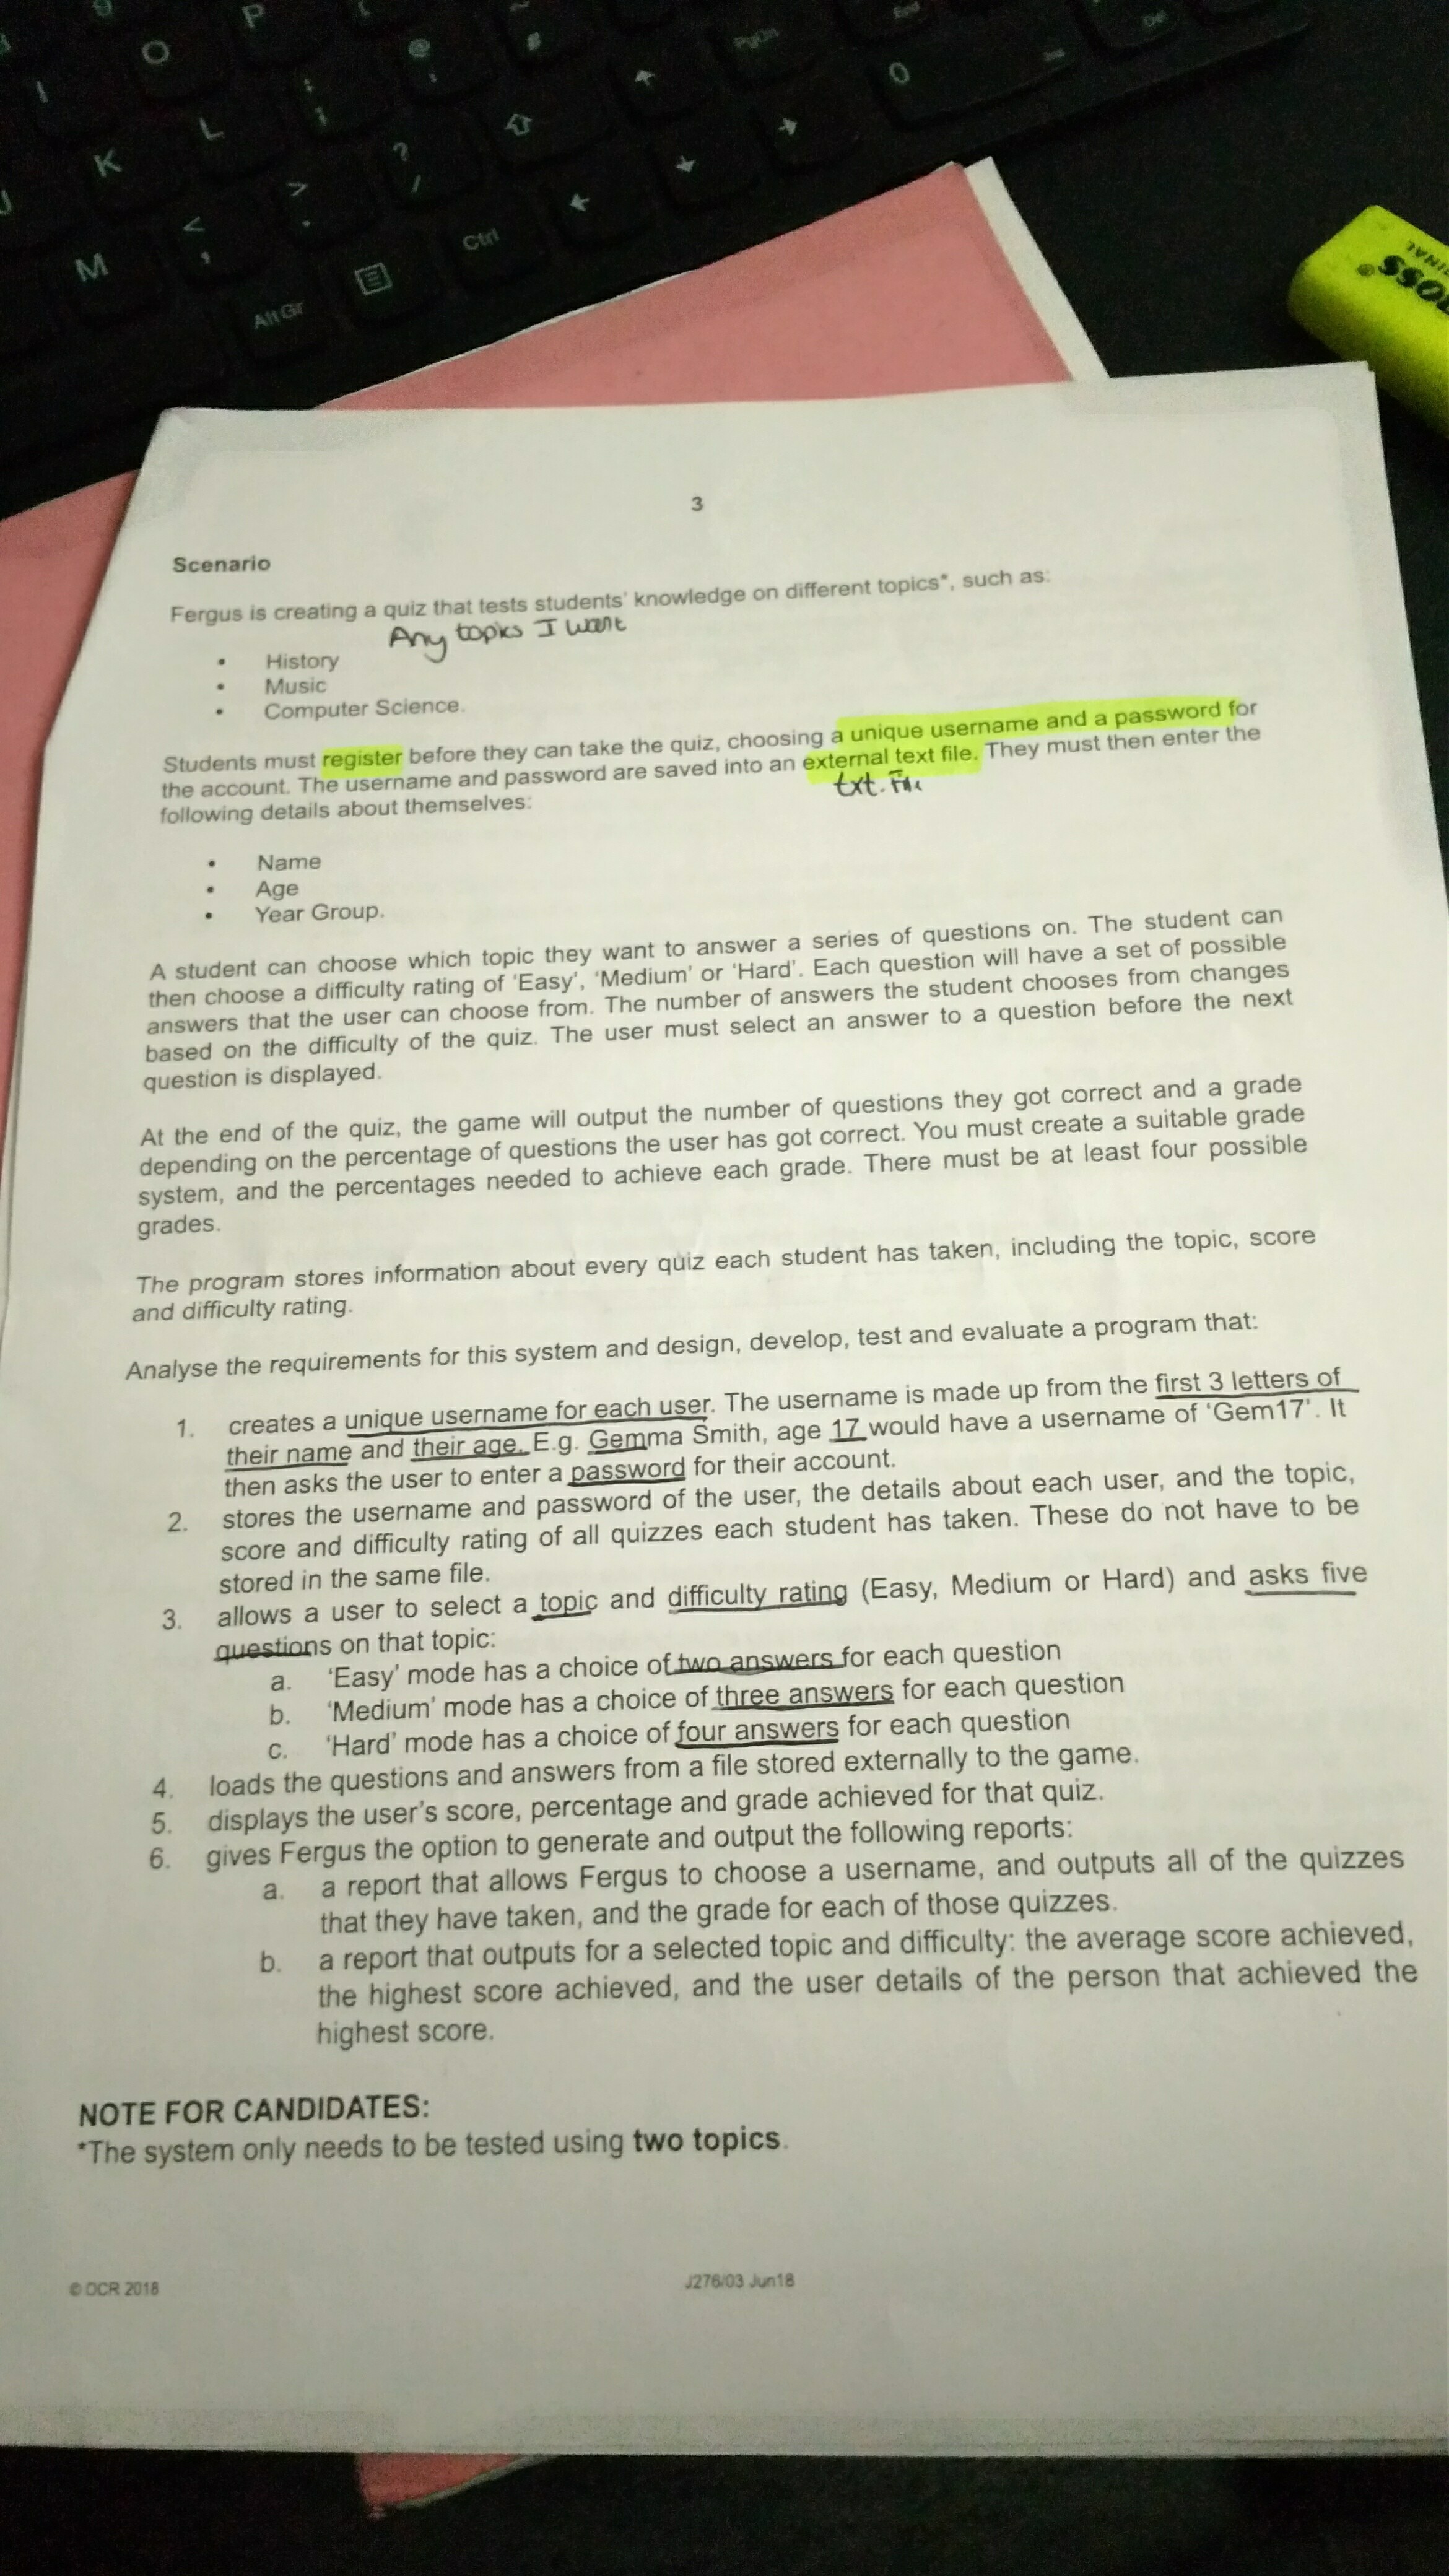 P
O
L
K
M
@
#
?
/
>
<
,
:
;
PgDn
End
Del
0
Ctrl
Alt Gr
BOSS
3
Scenario
Fergus is creating a quiz that tests students' knowledge on different topics*, such as:
Any topics I want
• History
• Music
• Computer Science.
Students must register before they can take the quiz, choosing a unique username and a password for
the account. The username and password are saved into an external text file. They must then enter the
txt. File
following details about themselves:
• Name
• Age
• Year Group.
A student can choose which topic they want to answer a series of questions on. The student can
then choose a difficulty rating of 'Easy', 'Medium' or 'Hard'. Each question will have a set of possible
answers that the user can choose from. The number of answers the student chooses from changes
based on the difficulty of the quiz. The user must select an answer to a question before the next
question is displayed.
At the end of the quiz, the game will output the number of questions they got correct and a grade
depending on the percentage of questions the user has got correct. You must create a suitable grade
system, and the percentages needed to achieve each grade. There must be at least four possible
grades.
The program stores information about every quiz each student has taken, including the topic, score
and difficulty rating.
Analyse the requirements for this system and design, develop, test and evaluate a program that:
1. creates a unique username for each user. The username is made up from the first 3 letters of
their name and their age. E.g. Gemma Smith, age 17 would have a username of 'Gem17'. It
then asks the user to enter a password for their account.
2. stores the username and password of the user, the details about each user, and the topic,
score and difficulty rating of all quizzes each student has taken. These do not have to be
stored in the same file.
3. allows a user to select a topic and difficulty rating (Easy, Medium or Hard) and asks five
questions on that topic:
a. 'Easy' mode has a choice of two answers for each question
b. 'Medium' mode has a choice of three answers for each question
c. 'Hard' mode has a choice of four answers for each question
4. loads the questions and answers from a file stored externally to the game.
5. displays the user's score, percentage and grade achieved for that quiz.
6. gives Fergus the option to generate and output the following reports:
a. a report that allows Fergus to choose a username, and outputs all of the quizzes
that they have taken, and the grade for each of those quizzes.
b. a report that outputs for a selected topic and difficulty: the average score achieved,
the highest score achieved, and the user details of the person that achieved the
highest score.
NOTE FOR CANDIDATES:
*The system only needs to be tested using two topics.
© OCR 2018
J276/03 Jun18